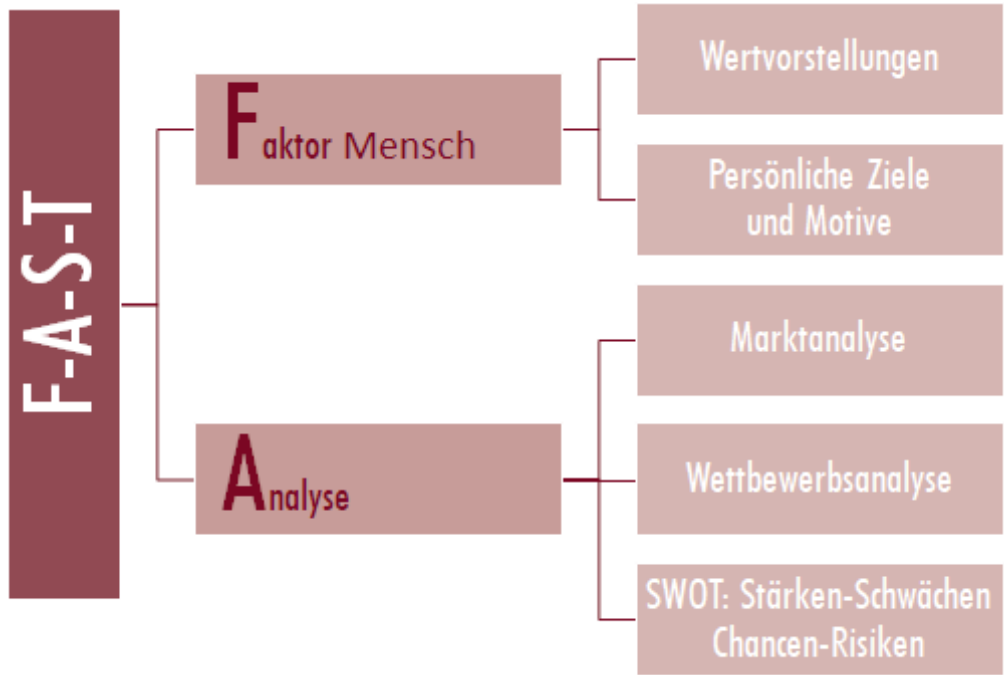 F-A-S-T
Faktor Mensch
Wertvorstellungen
Persönliche Ziele
und Motive
Analyse
Marktanalyse
Wettbewerbsanalyse
SWOT: Stärken-Schwächen
Chancen-Risiken